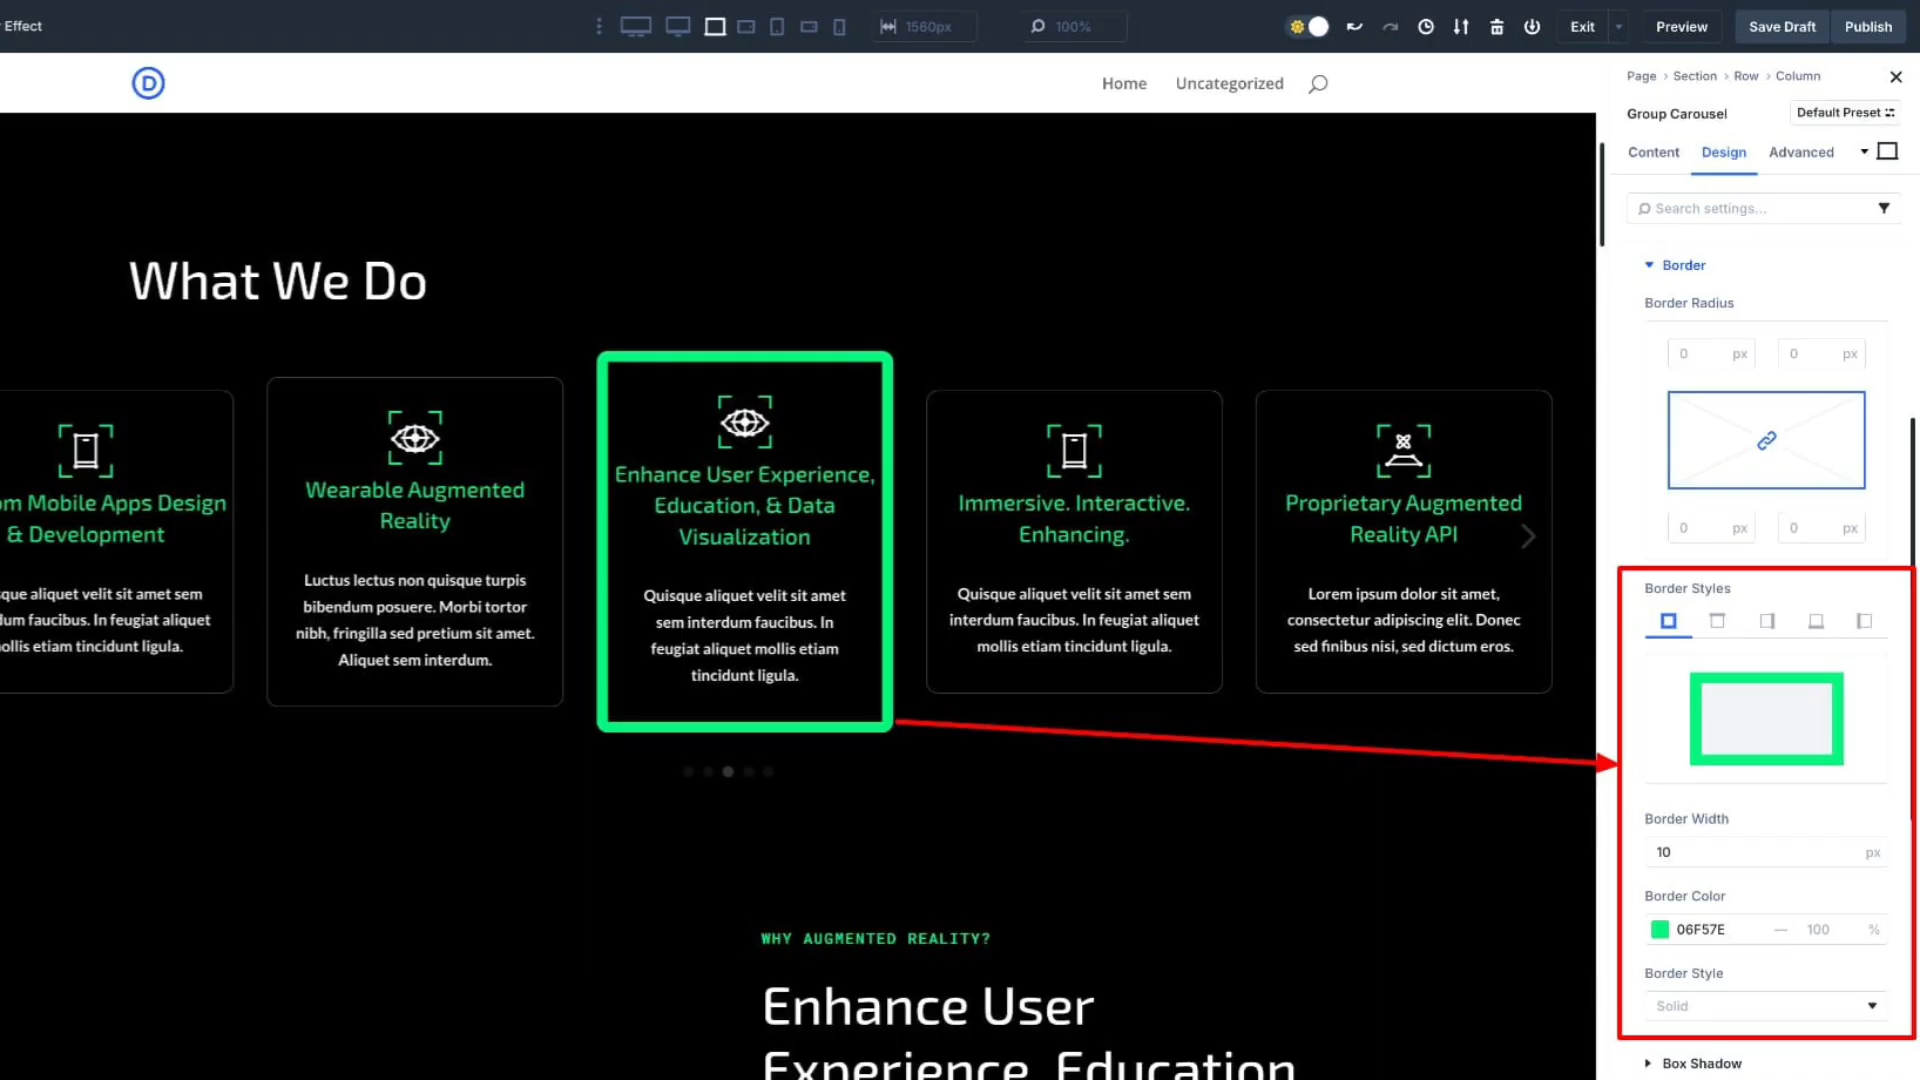 Effect
1560px
100%
Exit
Preview
Save Draft
Publish
D
Home
Uncategorized
Page > Section > Row > Column
Group Carousel
Default Preset
Content
Design
Advanced
Search settings...
Border
Border Radius
0 px
0 px
0 px
0 px
Border Styles
Border Width
10 px
Border Color
06F57E — 100 %
Border Style
Solid
Box Shadow
What We Do
om Mobile Apps Design
& Development
que aliquet velit sit amet sem
dum faucibus. In feugiat aliquet
ollis etiam tincidunt ligula.
Wearable Augmented
Reality
Luctus lectus non quisque turpis
bibendum posuere. Morbi tortor
nibh, fringilla sed pretium sit amet.
Aliquet sem interdum.
Enhance User Experience,
Education, & Data
Visualization
Quisque aliquet velit sit amet
sem interdum faucibus. In
feugiat aliquet mollis etiam
tincidunt ligula.
Immersive. Interactive.
Enhancing.
Quisque aliquet velit sit amet sem
interdum faucibus. In feugiat aliquet
mollis etiam tincidunt ligula.
Proprietary Augmented
Reality API
Lorem ipsum dolor sit amet,
consectetur adipiscing elit. Donec
sed finibus nisi, sed dictum eros.
WHY AUGMENTED REALITY?
Enhance User
Experience, Education